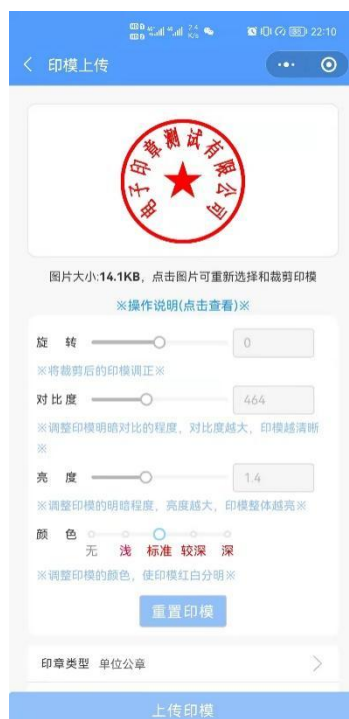 7.4
K/s
22:10
印模上传
电子印章测试有限公司
图片大小:14.1KB，点击图片可重新选择和裁剪印模
※操作说明(点击查看)※
旋 转
0
※将裁剪后的印模调正※
对比度
464
※调整印模明暗对比的程度，对比度越大，印模越清晰
※
亮 度
1.4
※调整印模的明暗程度，亮度越大，印模整体越亮※
颜 色
无 浅 标准 较深 深
※调整印模的颜色，使印模红白分明※
重置印模
印章类型 单位公章
上传印模